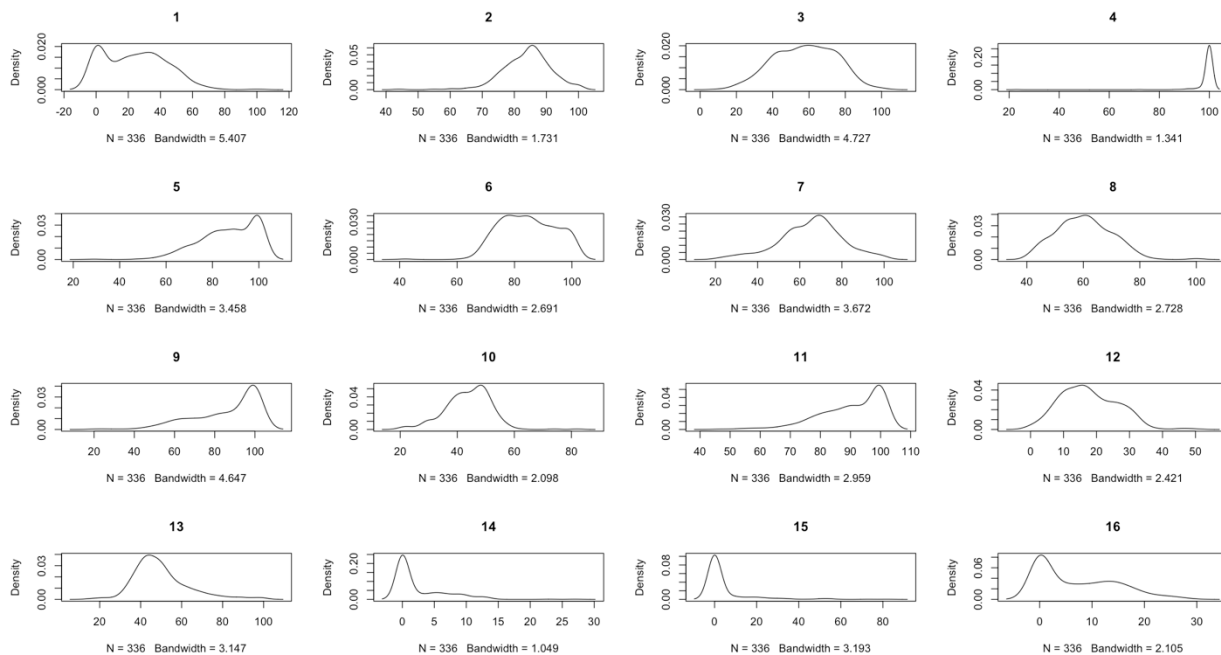 1 2 3 4
Density 0.000 0.020 -20 0 20 40 60 80 100 120
Density 0.00 0.05 40 50 60 70 80 90 100
Density 0.000 0.020 0 20 40 60 80 100
Density 0.00 0.20 20 40 60 80 100
N = 336 Bandwidth = 5.407 N = 336 Bandwidth = 1.731 N = 336 Bandwidth = 4.727 N = 336 Bandwidth = 1.341
5 6 7 8
Density 0.00 0.03 20 40 60 80 100
Density 0.000 0.030 40 50 60 70 80 90 100
Density 0.000 0.030 20 40 60 80 100
Density 0.00 0.03 40 60 80 100
N = 336 Bandwidth = 3.458 N = 336 Bandwidth = 2.691 N = 336 Bandwidth = 3.672 N = 336 Bandwidth = 2.728
9 10 11 12
Density 0.00 0.03 20 40 60 80 100
Density 0.00 0.04 20 40 60 80
Density 0.00 0.04 40 50 60 70 80 90 100 110
Density 0.00 0.04 0 10 20 30 40 50
N = 336 Bandwidth = 4.647 N = 336 Bandwidth = 2.098 N = 336 Bandwidth = 2.959 N = 336 Bandwidth = 2.421
13 14 15 16
Density 0.00 0.03 20 40 60 80 100
Density 0.00 0.20 0 5 10 15 20 25 30
Density 0.00 0.08 0 20 40 60 80
Density 0.00 0.06 0 10 20 30
N = 336 Bandwidth = 3.147 N = 336 Bandwidth = 1.049 N = 336 Bandwidth = 3.193 N = 336 Bandwidth = 2.105